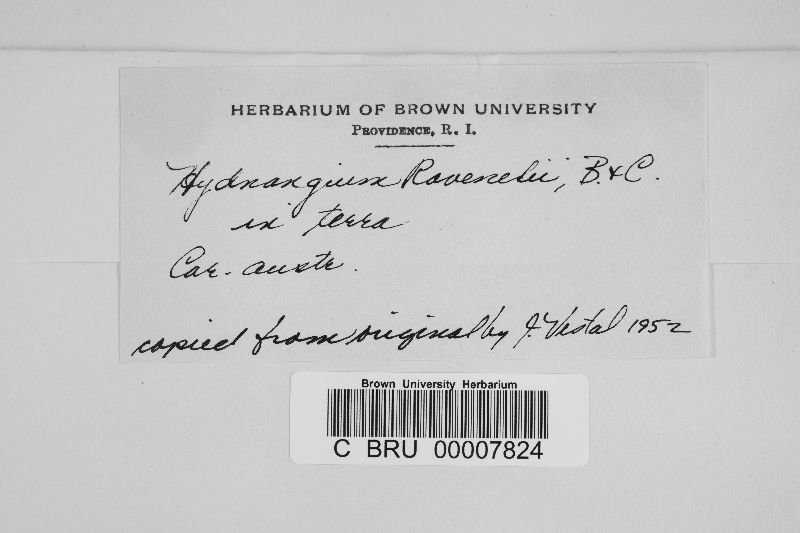 HERBARIUM OF BROWN UNIVERSITY
PROVIDENCE, R. I.
Hydnangium Ravenelii, B. & C.
in terra
Car. austr.
copied from original by J. Vestal 1952
Brown University Herbarium
C BRU 00007824